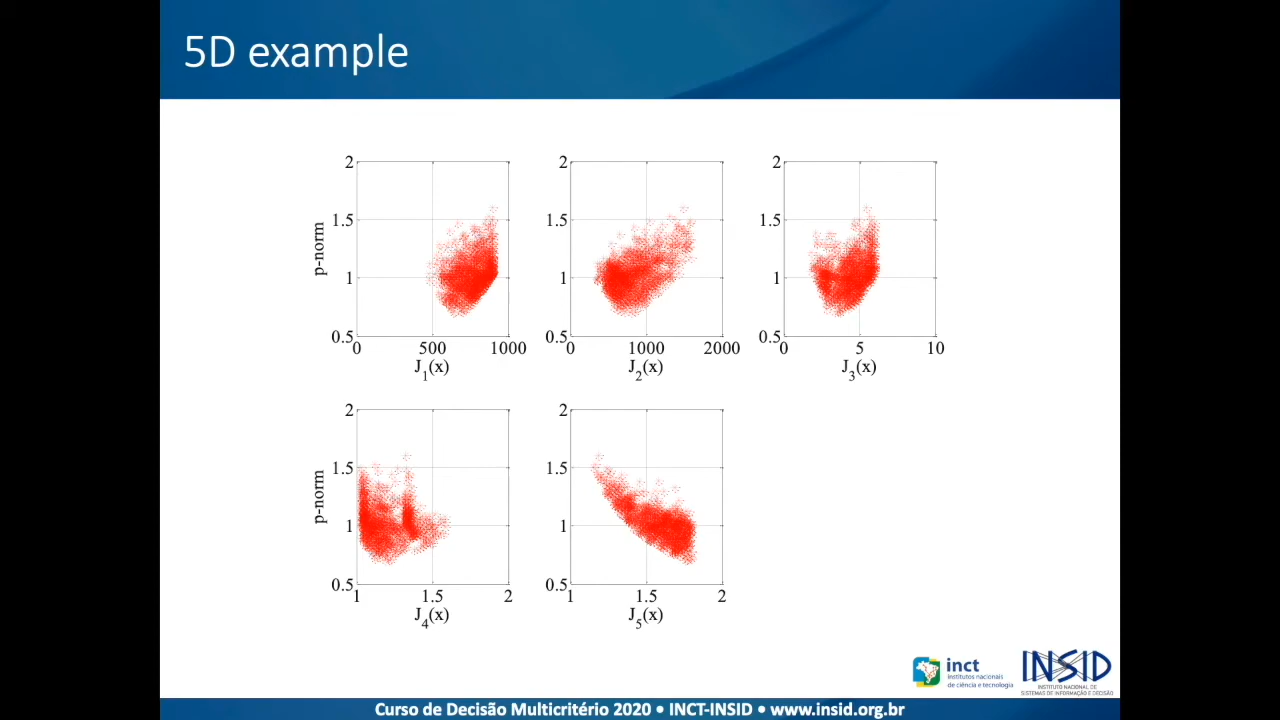 5D example
2
1.5
1
0.5
p-norm
0
500
1000
J1(x)
2
1.5
1
0.5
0
1000
2000
J2(x)
2
1.5
1
0.5
0
5
10
J3(x)
2
1.5
1
0.5
p-norm
1
1.5
2
J4(x)
2
1.5
1
0.5
1
1.5
2
J5(x)
inct
institutos nacionais
de ciência e tecnologia
INSID
INSTITUTO NACIONAL DE
SISTEMAS DE INFORMAÇÃO E DECISÃO
Curso de Decisão Multicritério 2020 • INCT-INSID • www.insid.org.br